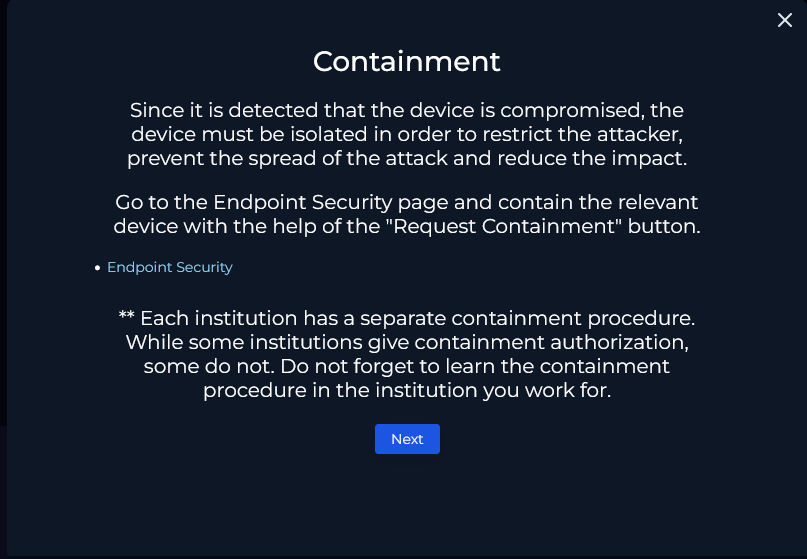 Containment
Since it is detected that the device is compromised, the
device must be isolated in order to restrict the attacker,
prevent the spread of the attack and reduce the impact.
Go to the Endpoint Security page and contain the relevant
device with the help of the "Request Containment" button.
• Endpoint Security
** Each institution has a separate containment procedure.
While some institutions give containment authorization,
some do not. Do not forget to learn the containment
procedure in the institution you work for.
Next